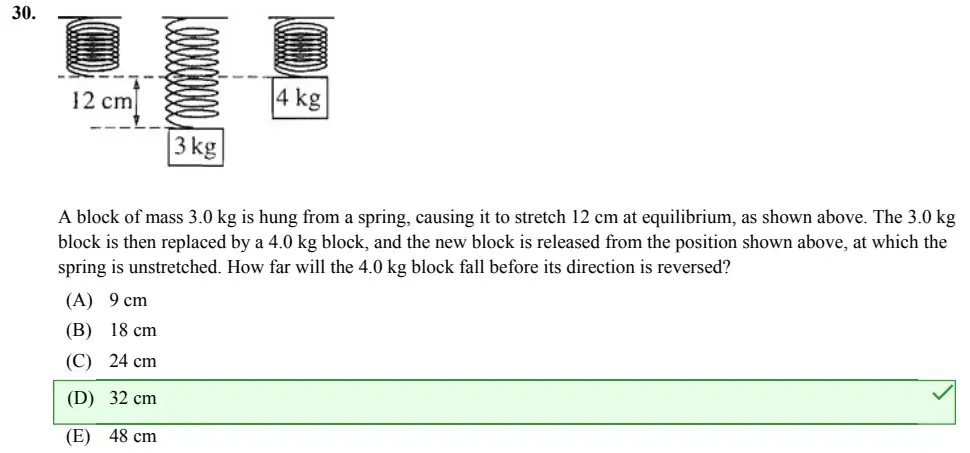 30.
12 cm
4 kg
3 kg
A block of mass 3.0 kg is hung from a spring, causing it to stretch 12 cm at equilibrium, as shown above. The 3.0 kg
block is then replaced by a 4.0 kg block, and the new block is released from the position shown above, at which the
spring is unstretched. How far will the 4.0 kg block fall before its direction is reversed?
(A) 9 cm
(B) 18 cm
(C) 24 cm
(D) 32 cm
(E) 48 cm